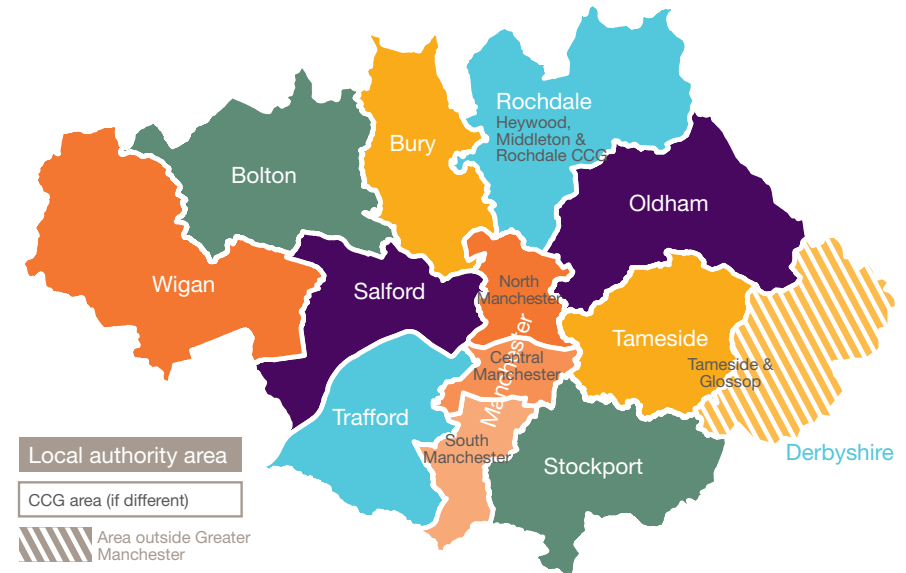 Rochdale
Heywood,
Middleton &
Rochdale CCG
Bury
Bolton
Oldham
Wigan
Salford
North
Manchester
Manchester
Tameside
Central
Manchester
Tameside &
Glossop
Trafford
South
Manchester
Stockport
Derbyshire
Local authority area
CCG area (if different)
Area outside Greater
Manchester